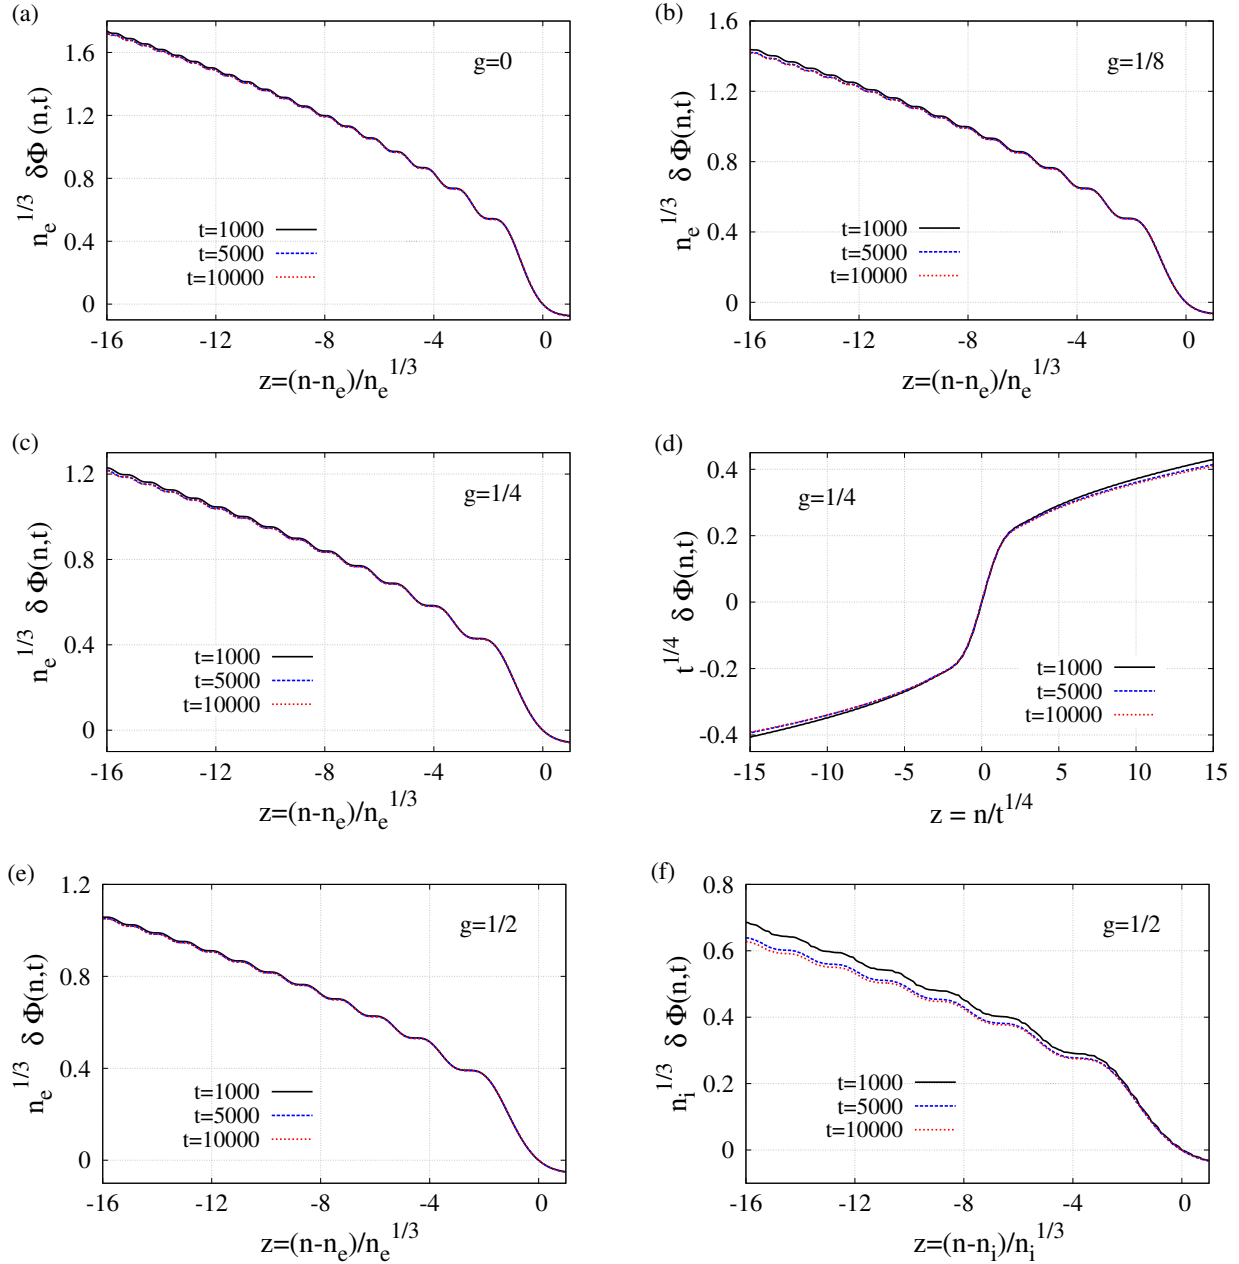 (a)
n_e^{1/3} δΦ (n,t)
1.6
1.2
0.8
0.4
0
g=0
t=1000
t=5000
t=10000
-16 -12 -8 -4 0
z=(n-n_e)/n_e^{1/3}
(b)
n_e^{1/3} δ Φ(n,t)
1.6
1.2
0.8
0.4
0
g=1/8
t=1000
t=5000
t=10000
-16 -12 -8 -4 0
z=(n-n_e)/n_e^{1/3}
(c)
n_e^{1/3} δ Φ(n,t)
1.2
0.8
0.4
0
g=1/4
t=1000
t=5000
t=10000
-16 -12 -8 -4 0
z=(n-n_e)/n_e^{1/3}
(d)
t^{1/4} δ Φ(n,t)
0.4
0.2
0
-0.2
-0.4
g=1/4
t=1000
t=5000
t=10000
-15 -10 -5 0 5 10 15
z = n/t^{1/4}
(e)
n_e^{1/3} δ Φ(n,t)
1.2
0.8
0.4
0
g=1/2
t=1000
t=5000
t=10000
-16 -12 -8 -4 0
z=(n-n_e)/n_e^{1/3}
(f)
n_i^{1/3} δ Φ(n,t)
0.8
0.6
0.4
0.2
0
g=1/2
t=1000
t=5000
t=10000
-16 -12 -8 -4 0
z=(n-n_i)/n_i^{1/3}